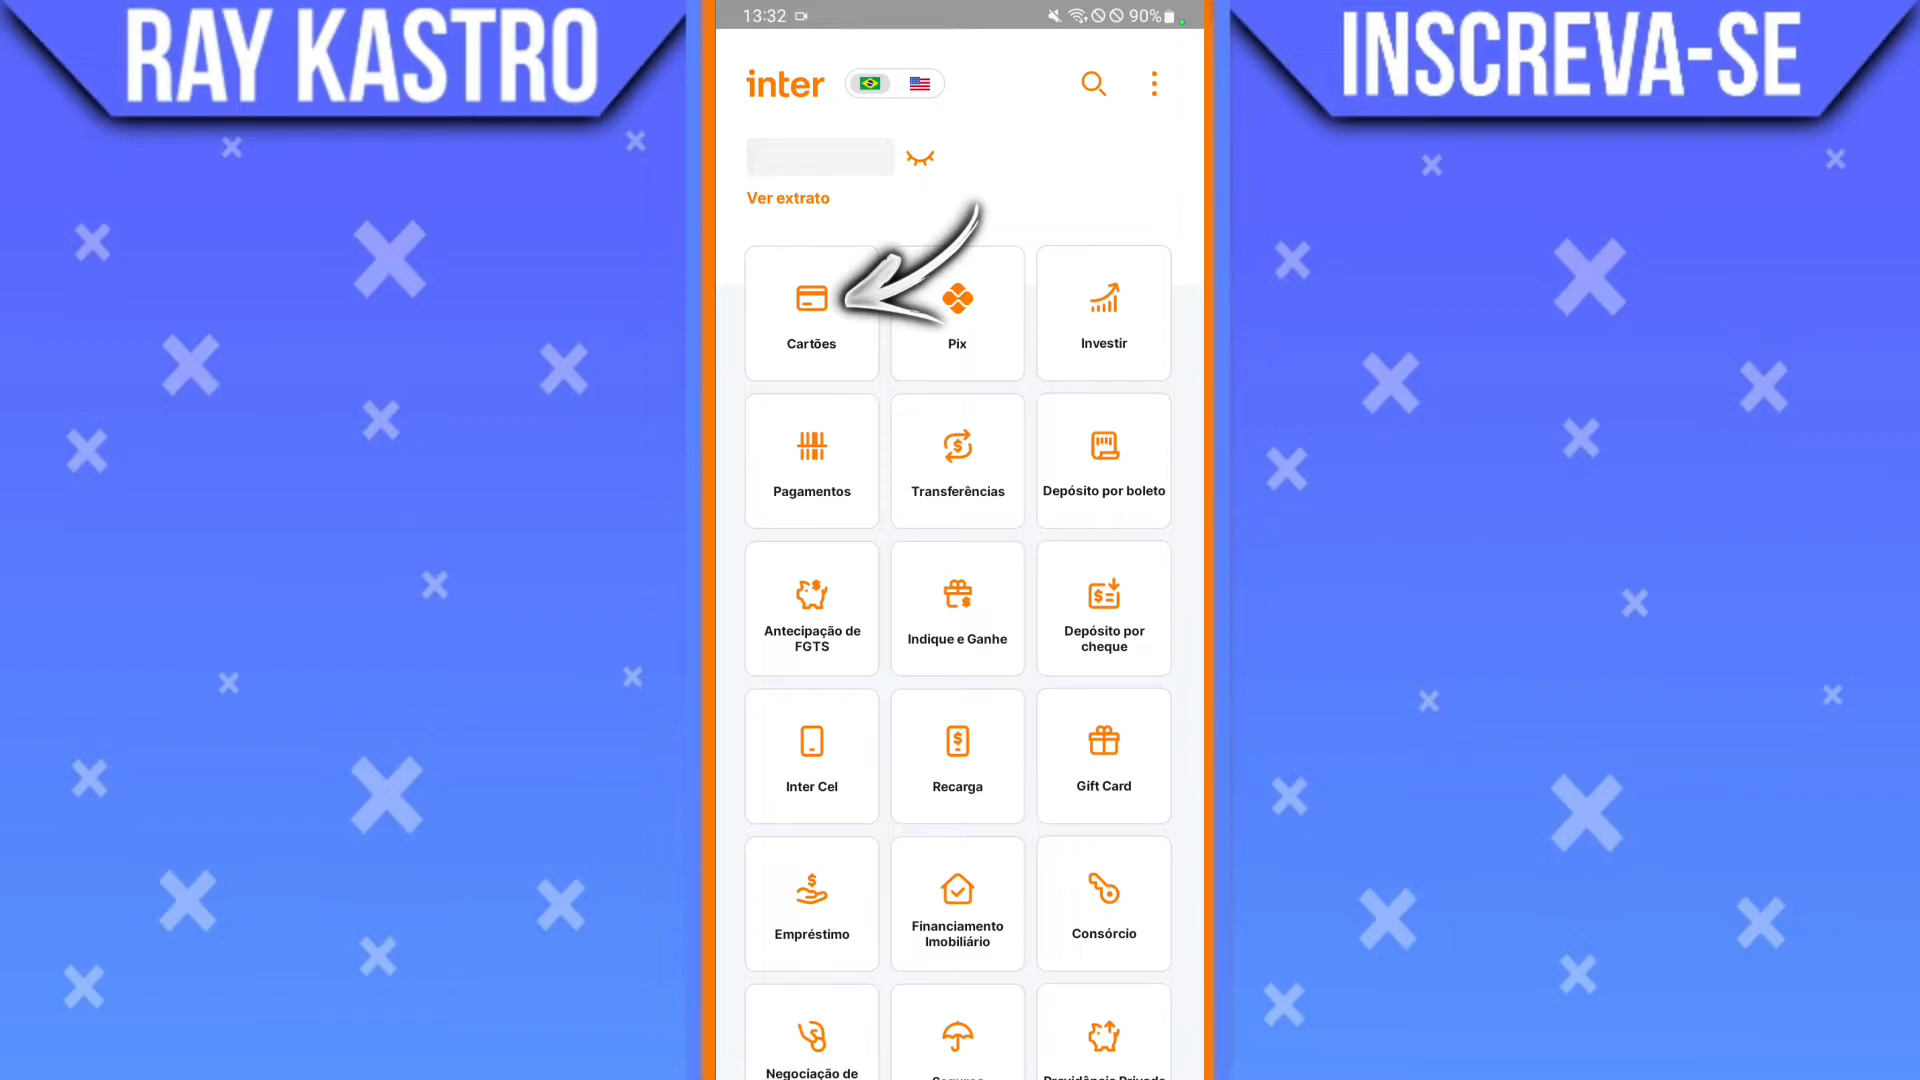 RAY KASTRO
INSCREVA-SE
13:32
90%
inter
Ver extrato
Cartões
Pix
Investir
Pagamentos
Transferências
Depósito por boleto
Antecipação de
FGTS
Indique e Ganhe
Depósito por
cheque
Inter Cel
Recarga
Gift Card
Empréstimo
Financiamento
Imobiliário
Consórcio
Negociação de